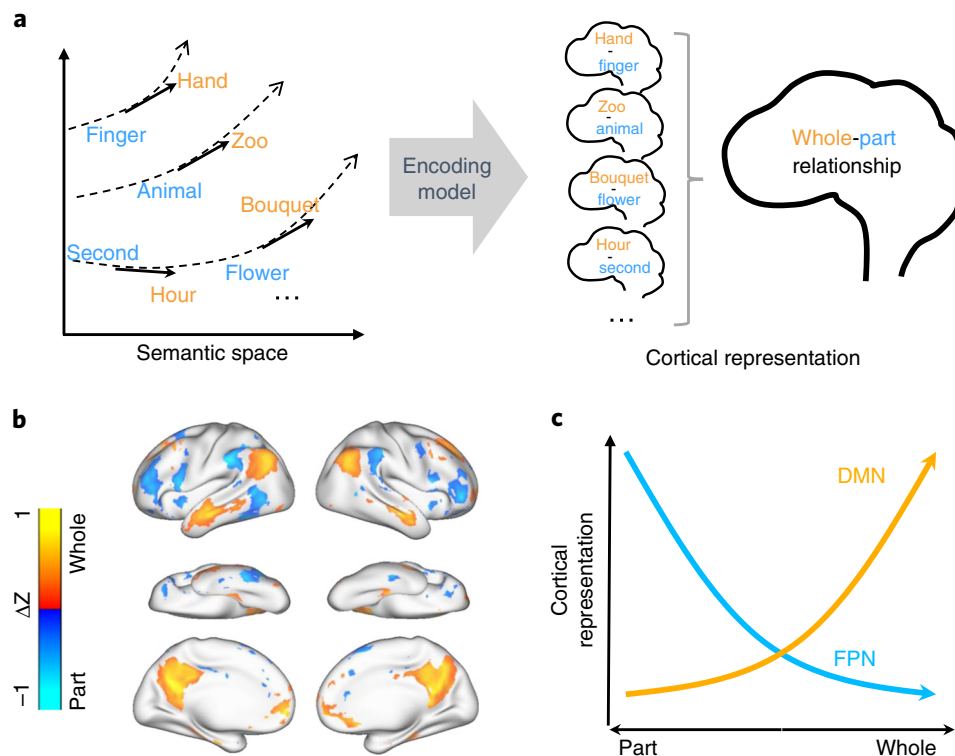 a
Hand
Finger
Zoo
Animal
Bouquet
Second
Flower
Hour
...
Semantic space
Encoding
model
Hand
-
finger
Zoo
-
animal
Bouquet
-
flower
Hour
-
second
...
Whole-part
relationship
Cortical representation
b
1
Whole
ΔZ
Part
−1
c
Cortical
representation
DMN
FPN
Part
Whole